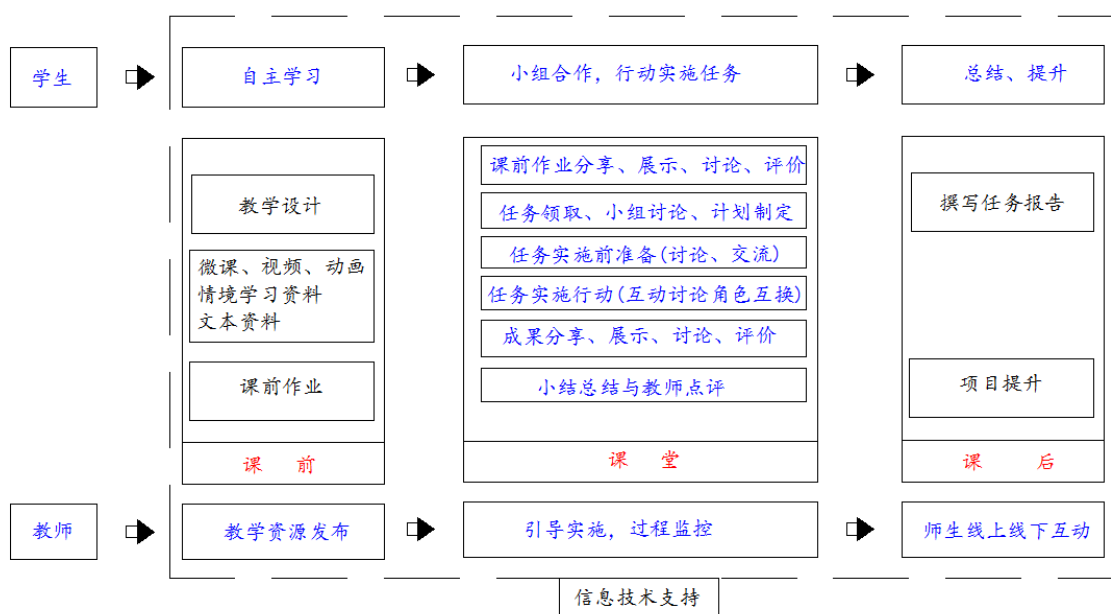 学生
自主学习
小组合作，行动实施任务
总结、提升
教学设计
微课、视频、动画
情境学习资料
文本资料
课前作业
课 前
课前作业分享、展示、讨论、评价
任务领取、小组讨论、计划制定
任务实施前准备(讨论、交流)
任务实施行动(互动讨论角色互换)
成果分享、展示、讨论、评价
小结总结与教师点评
课 堂
撰写任务报告
项目提升
课 后
教师
教学资源发布
引导实施，过程监控
师生线上线下互动
信息技术支持